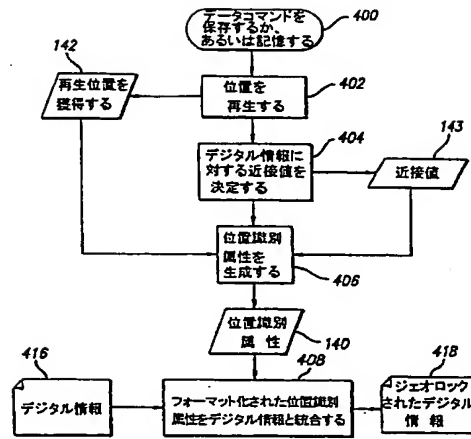 データコマンドを
保存するか、
あるいは記憶する
400
142
再生位置を
獲得する
位置を
再生する
402
404
デジタル情報に
対する近接値を
決定する
143
近接値
位置識別
属性を
生成する
406
位置識別
属性
140
416
デジタル情報
408
フォーマット化された位置識別
属性をデジタル情報と統合する
418
ジェオロック
されたデジタル
情報